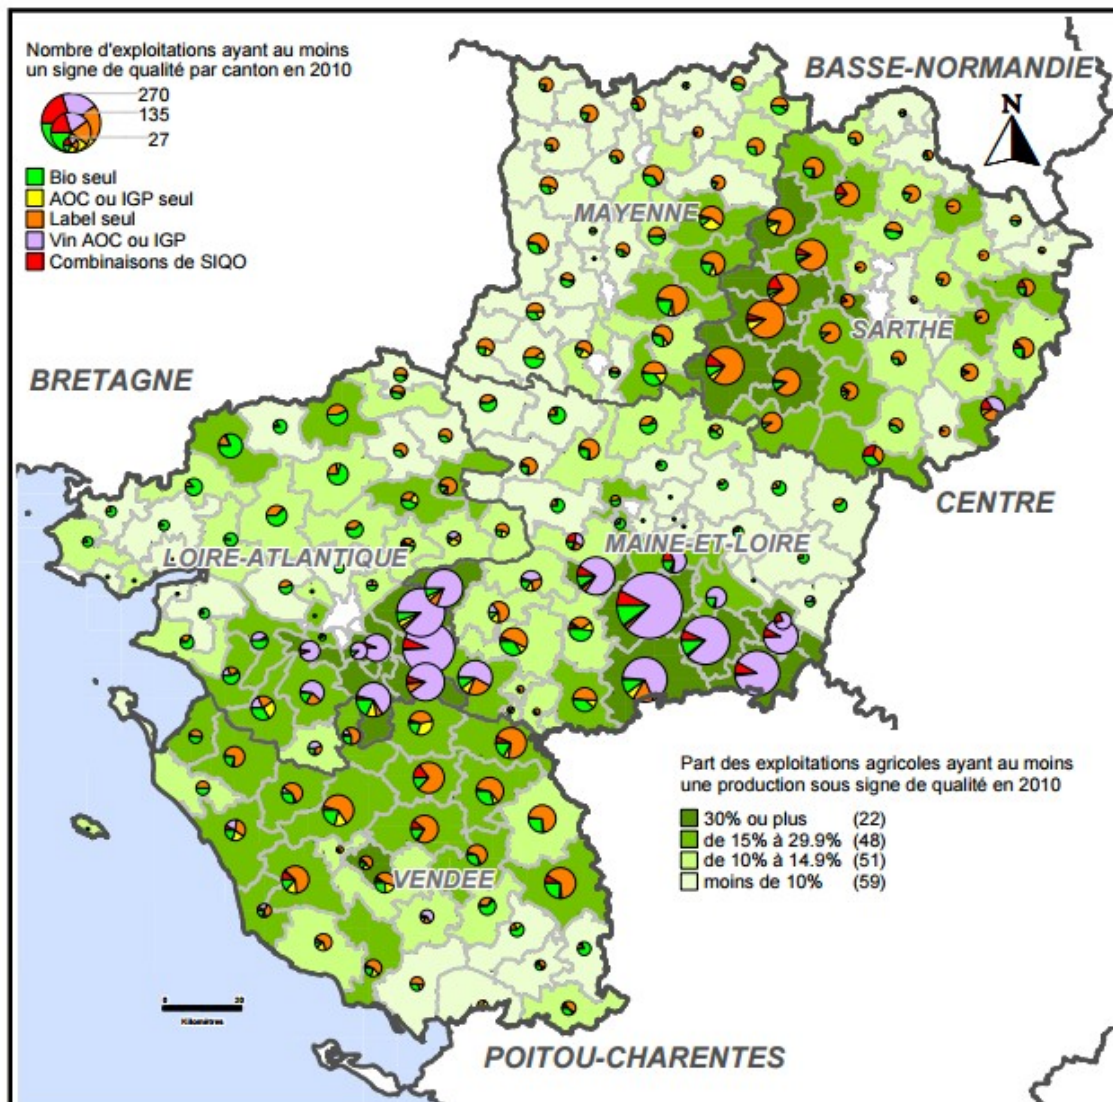 Nombre d'exploitations ayant au moins
un signe de qualité par canton en 2010
270
135
27
Bio seul
AOC ou IGP seul
Label seul
Vin AOC ou IGP
Combinaisons de SIQO
BASSE-NORMANDIE
N
MAYENNE
SARTHE
BRETAGNE
CENTRE
LOIRE-ATLANTIQUE
MAINE-ET-LOIRE
Part des exploitations agricoles ayant au moins
une production sous signe de qualité en 2010
30% ou plus (22)
de 15% à 29.9% (48)
de 10% à 14.9% (51)
moins de 10% (59)
VENDEE
0 20
Kilomètres
POITOU-CHARENTES